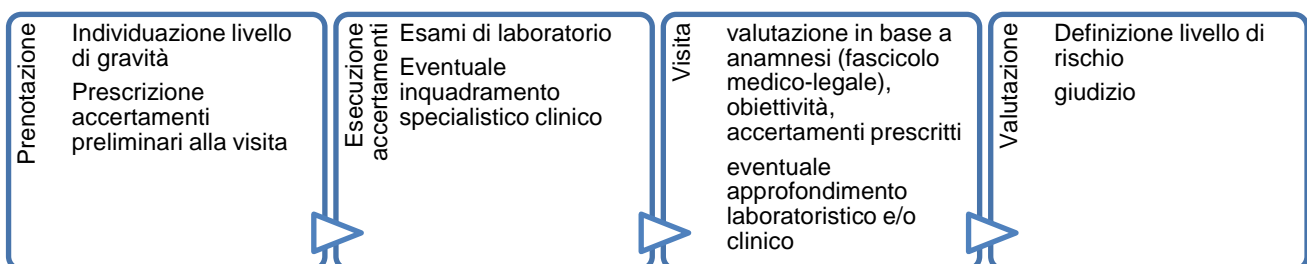 Prenotazione
Individuazione livello
di gravità
Prescrizione
accertamenti
preliminari alla visita
Esecuzione
accertamenti
Esami di laboratorio
Eventuale
inquadramento
specialistico clinico
Visita
valutazione in base a
anamnesi (fascicolo
medico-legale),
obiettività,
accertamenti prescritti
eventuale
approfondimento
laboratoristico e/o
clinico
Valutazione
Definizione livello di
rischio
giudizio